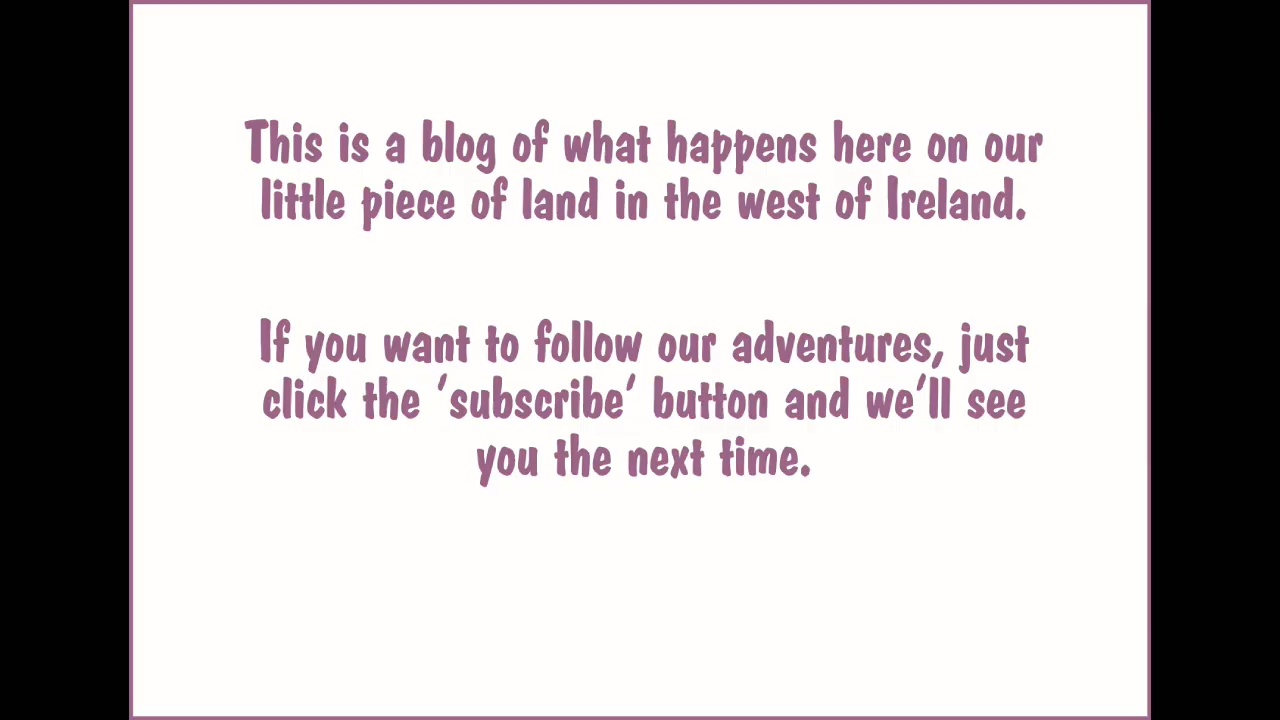 This is a blog of what happens here on our
little piece of land in the west of Ireland.
If you want to follow our adventures, just
click the ‘subscribe’ button and we’ll see
you the next time.